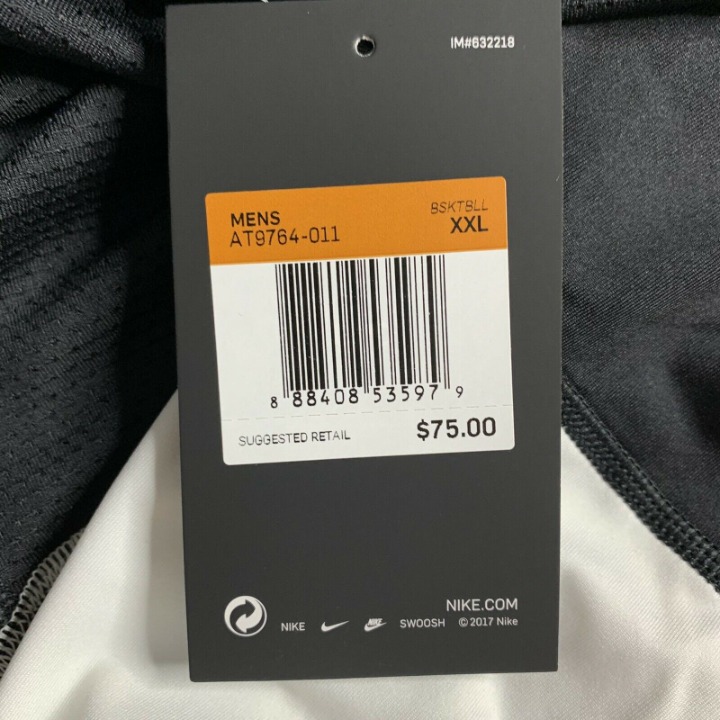 IM#632218
MENS
BSKTBLL
AT9764-011
XXL
8 88408 53597 9
SUGGESTED RETAIL
$75.00
NIKE.COM
NIKE
SWOOSH
© 2017 Nike